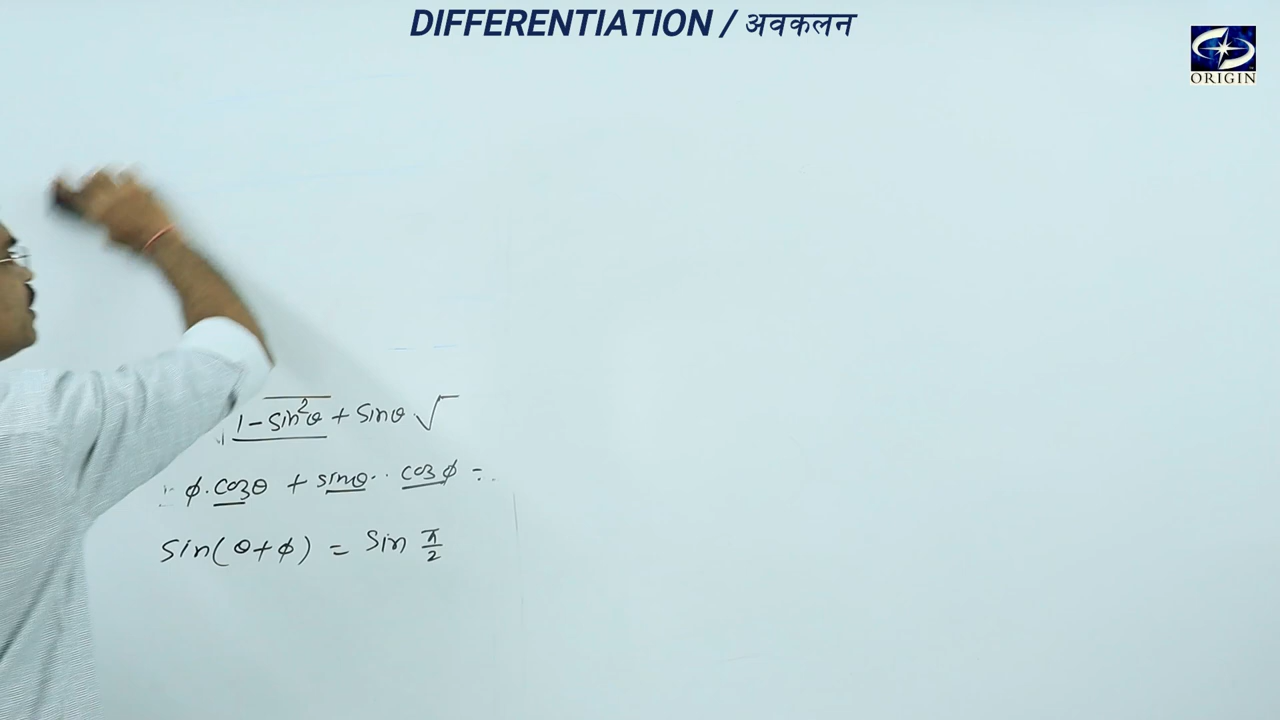 DIFFERENTIATION / अवकलन
ORIGIN
√1-sin²θ + sinθ √
φ.cosθ + sinθ.. cosφ =
sin(θ+φ) = sin π/2